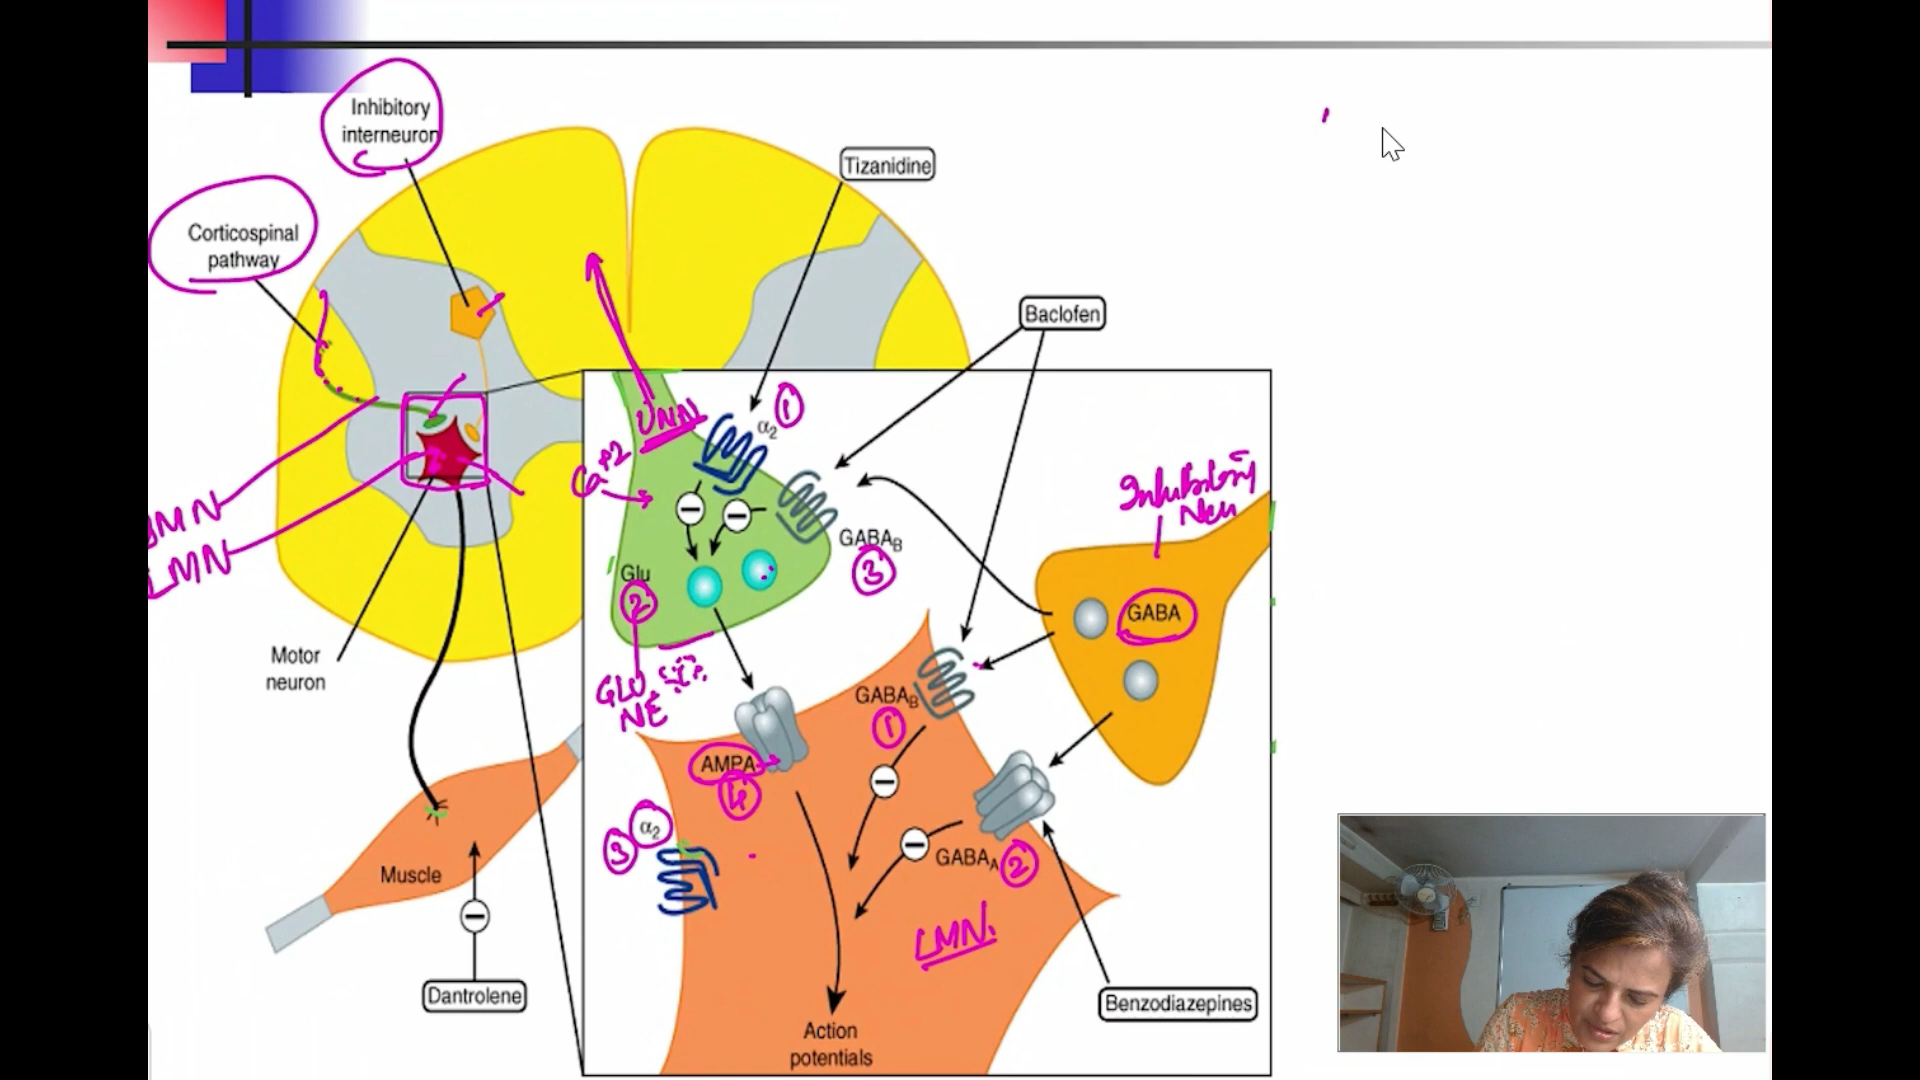 Inhibitory
interneuron
Corticospinal
pathway
Tizanidine
Baclofen
UMN
α2
1
Ca+2
GABAB
3
Inhibitory
Neu
UMN
LMN
Glu
2
GABA
Motor
neuron
GLU
NE
GABAB
1
AMPA
4
α2
3
GABAA
2
Muscle
LMN
Dantrolene
Benzodiazepines
Action
potentials